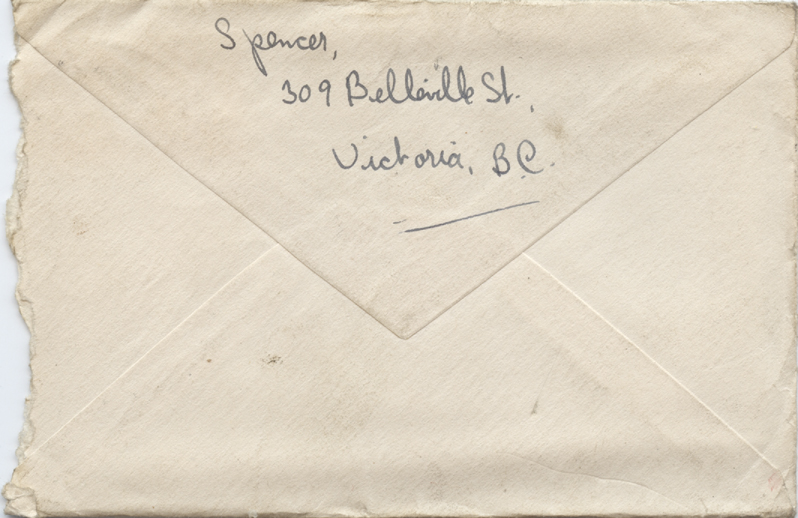 Spencer,
309 Belleville St.,
Victoria, B.C.